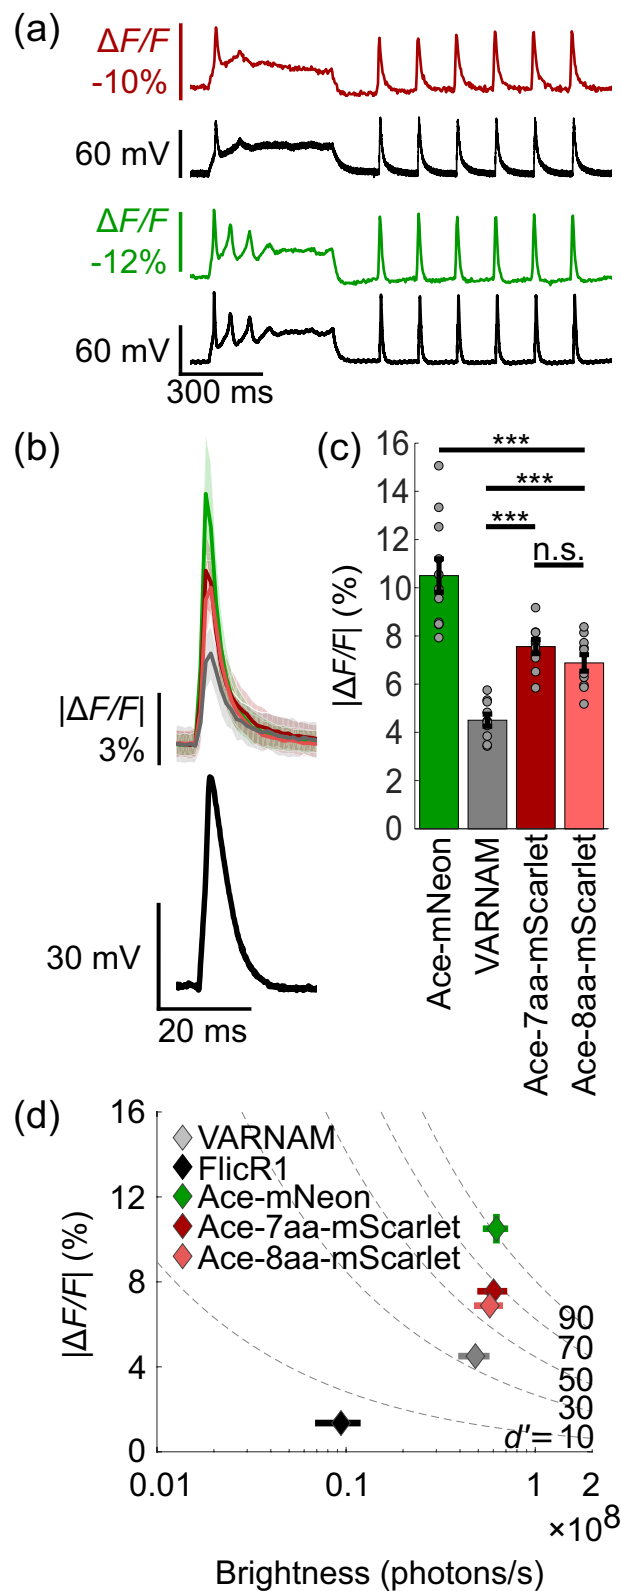 (a)
ΔF/F
-10%
60 mV
ΔF/F
-12%
60 mV
300 ms
(b)
|ΔF/F|
3%
30 mV
20 ms
(c)
16
14
12
10
8
6
4
2
0
|ΔF/F| (%)
***
***
***
n.s.
Ace-mNeon
VARNAM
Ace-7aa-mScarlet
Ace-8aa-mScarlet
(d)
16
12
8
4
0
|ΔF/F| (%)
VARNAM
FlicR1
Ace-mNeon
Ace-7aa-mScarlet
Ace-8aa-mScarlet
90
70
50
30
d'= 10
0.01 0.1 1 2
×10⁸
Brightness (photons/s)